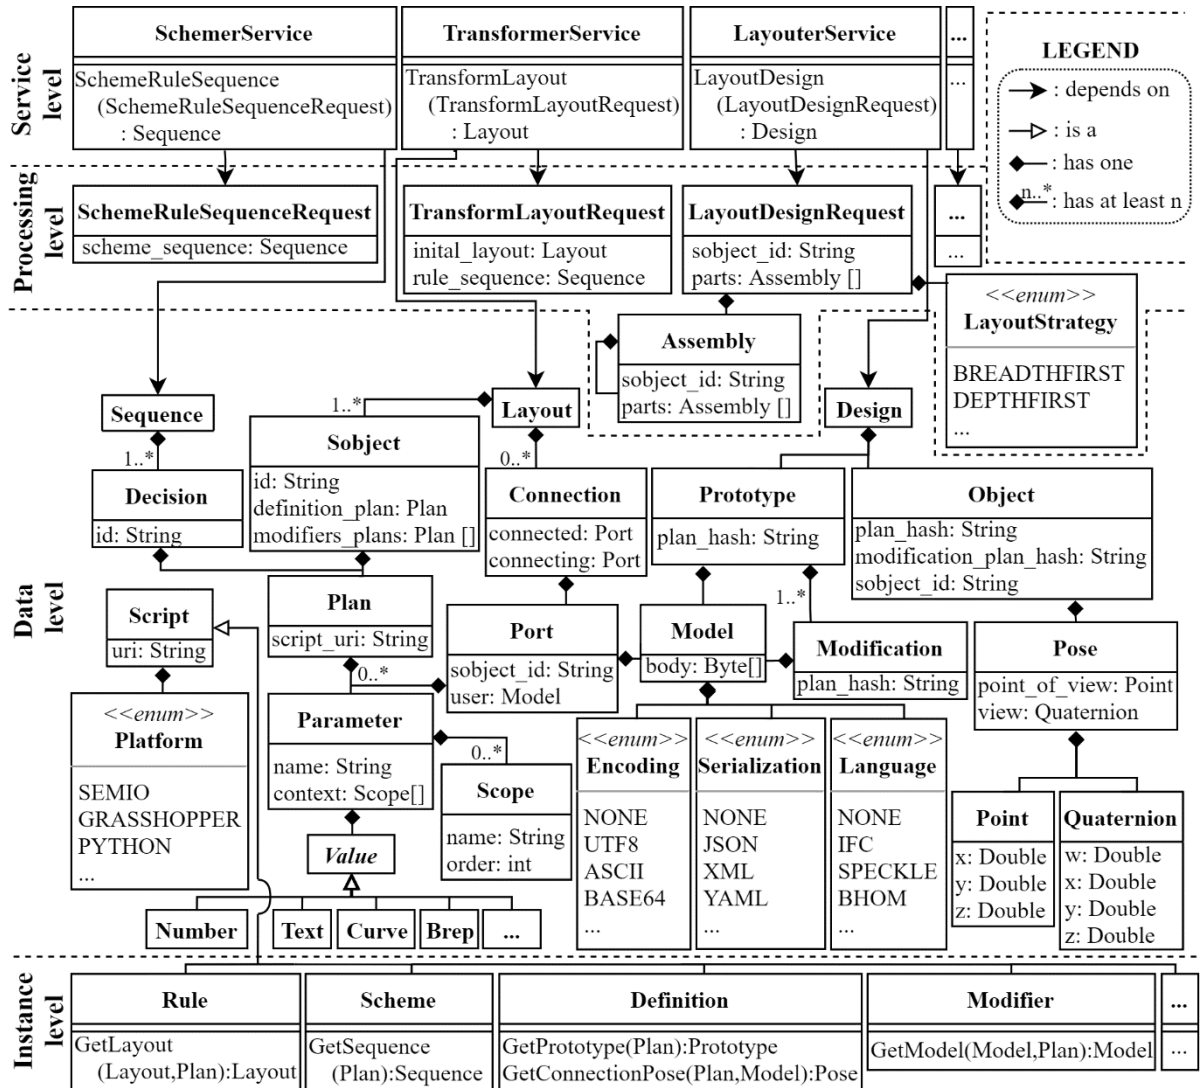 Service
level
SchemerService
SchemeRuleSequence
(SchemeRuleSequenceRequest)
: Sequence
TransformerService
TransformLayout
(TransformLayoutRequest)
: Layout
LayouterService
LayoutDesign
(LayoutDesignRequest)
: Design
...
...
LEGEND
: depends on
: is a
: has one
n..*
: has at least n
Processing
level
SchemeRuleSequenceRequest
scheme_sequence: Sequence
TransformLayoutRequest
inital_layout: Layout
rule_sequence: Sequence
LayoutDesignRequest
sobject_id: String
parts: Assembly []
...
...
<<enum>>
LayoutStrategy
BREADTHFIRST
DEPTHFIRST
...
Assembly
sobject_id: String
parts: Assembly []
Data
level
Sequence
1..*
Layout
1..*
0..*
Design
Decision
id: String
Sobject
id: String
definition_plan: Plan
modifiers_plans: Plan []
Connection
connected: Port
connecting: Port
Prototype
plan_hash: String
1..*
Object
plan_hash: String
modification_plan_hash: String
sobject_id: String
Script
uri: String
Plan
script_uri: String
0..*
Port
sobject_id: String
user: Model
Model
body: Byte[]
Modification
plan_hash: String
Pose
point_of_view: Point
view: Quaternion
<<enum>>
Platform
SEMIO
GRASSHOPPER
PYTHON
...
Parameter
name: String
context: Scope[]
0..*
Scope
name: String
order: int
<<enum>>
Encoding
NONE
UTF8
ASCII
BASE64
...
<<enum>>
Serialization
NONE
JSON
XML
YAML
...
<<enum>>
Language
NONE
IFC
SPECKLE
BHOM
...
Point
x: Double
y: Double
z: Double
Quaternion
w: Double
x: Double
y: Double
z: Double
Value
Number
Text
Curve
Brep
...
Instance
level
Rule
GetLayout
(Layout,Plan):Layout
Scheme
GetSequence
(Plan):Sequence
Definition
GetPrototype(Plan):Prototype
GetConnectionPose(Plan,Model):Pose
Modifier
GetModel(Model,Plan):Model
...
...